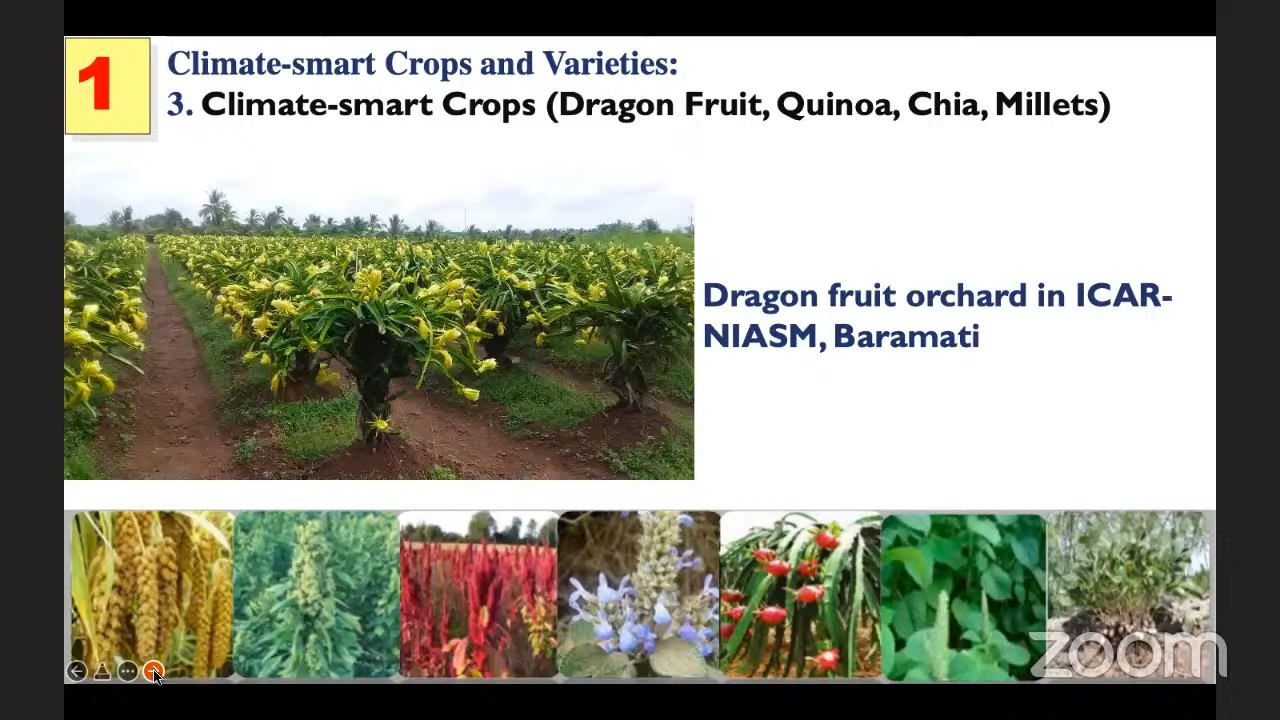 1
Climate-smart Crops and Varieties:
3. Climate-smart Crops (Dragon Fruit, Quinoa, Chia, Millets)
Dragon fruit orchard in ICAR-
NIASM, Baramati
zoom